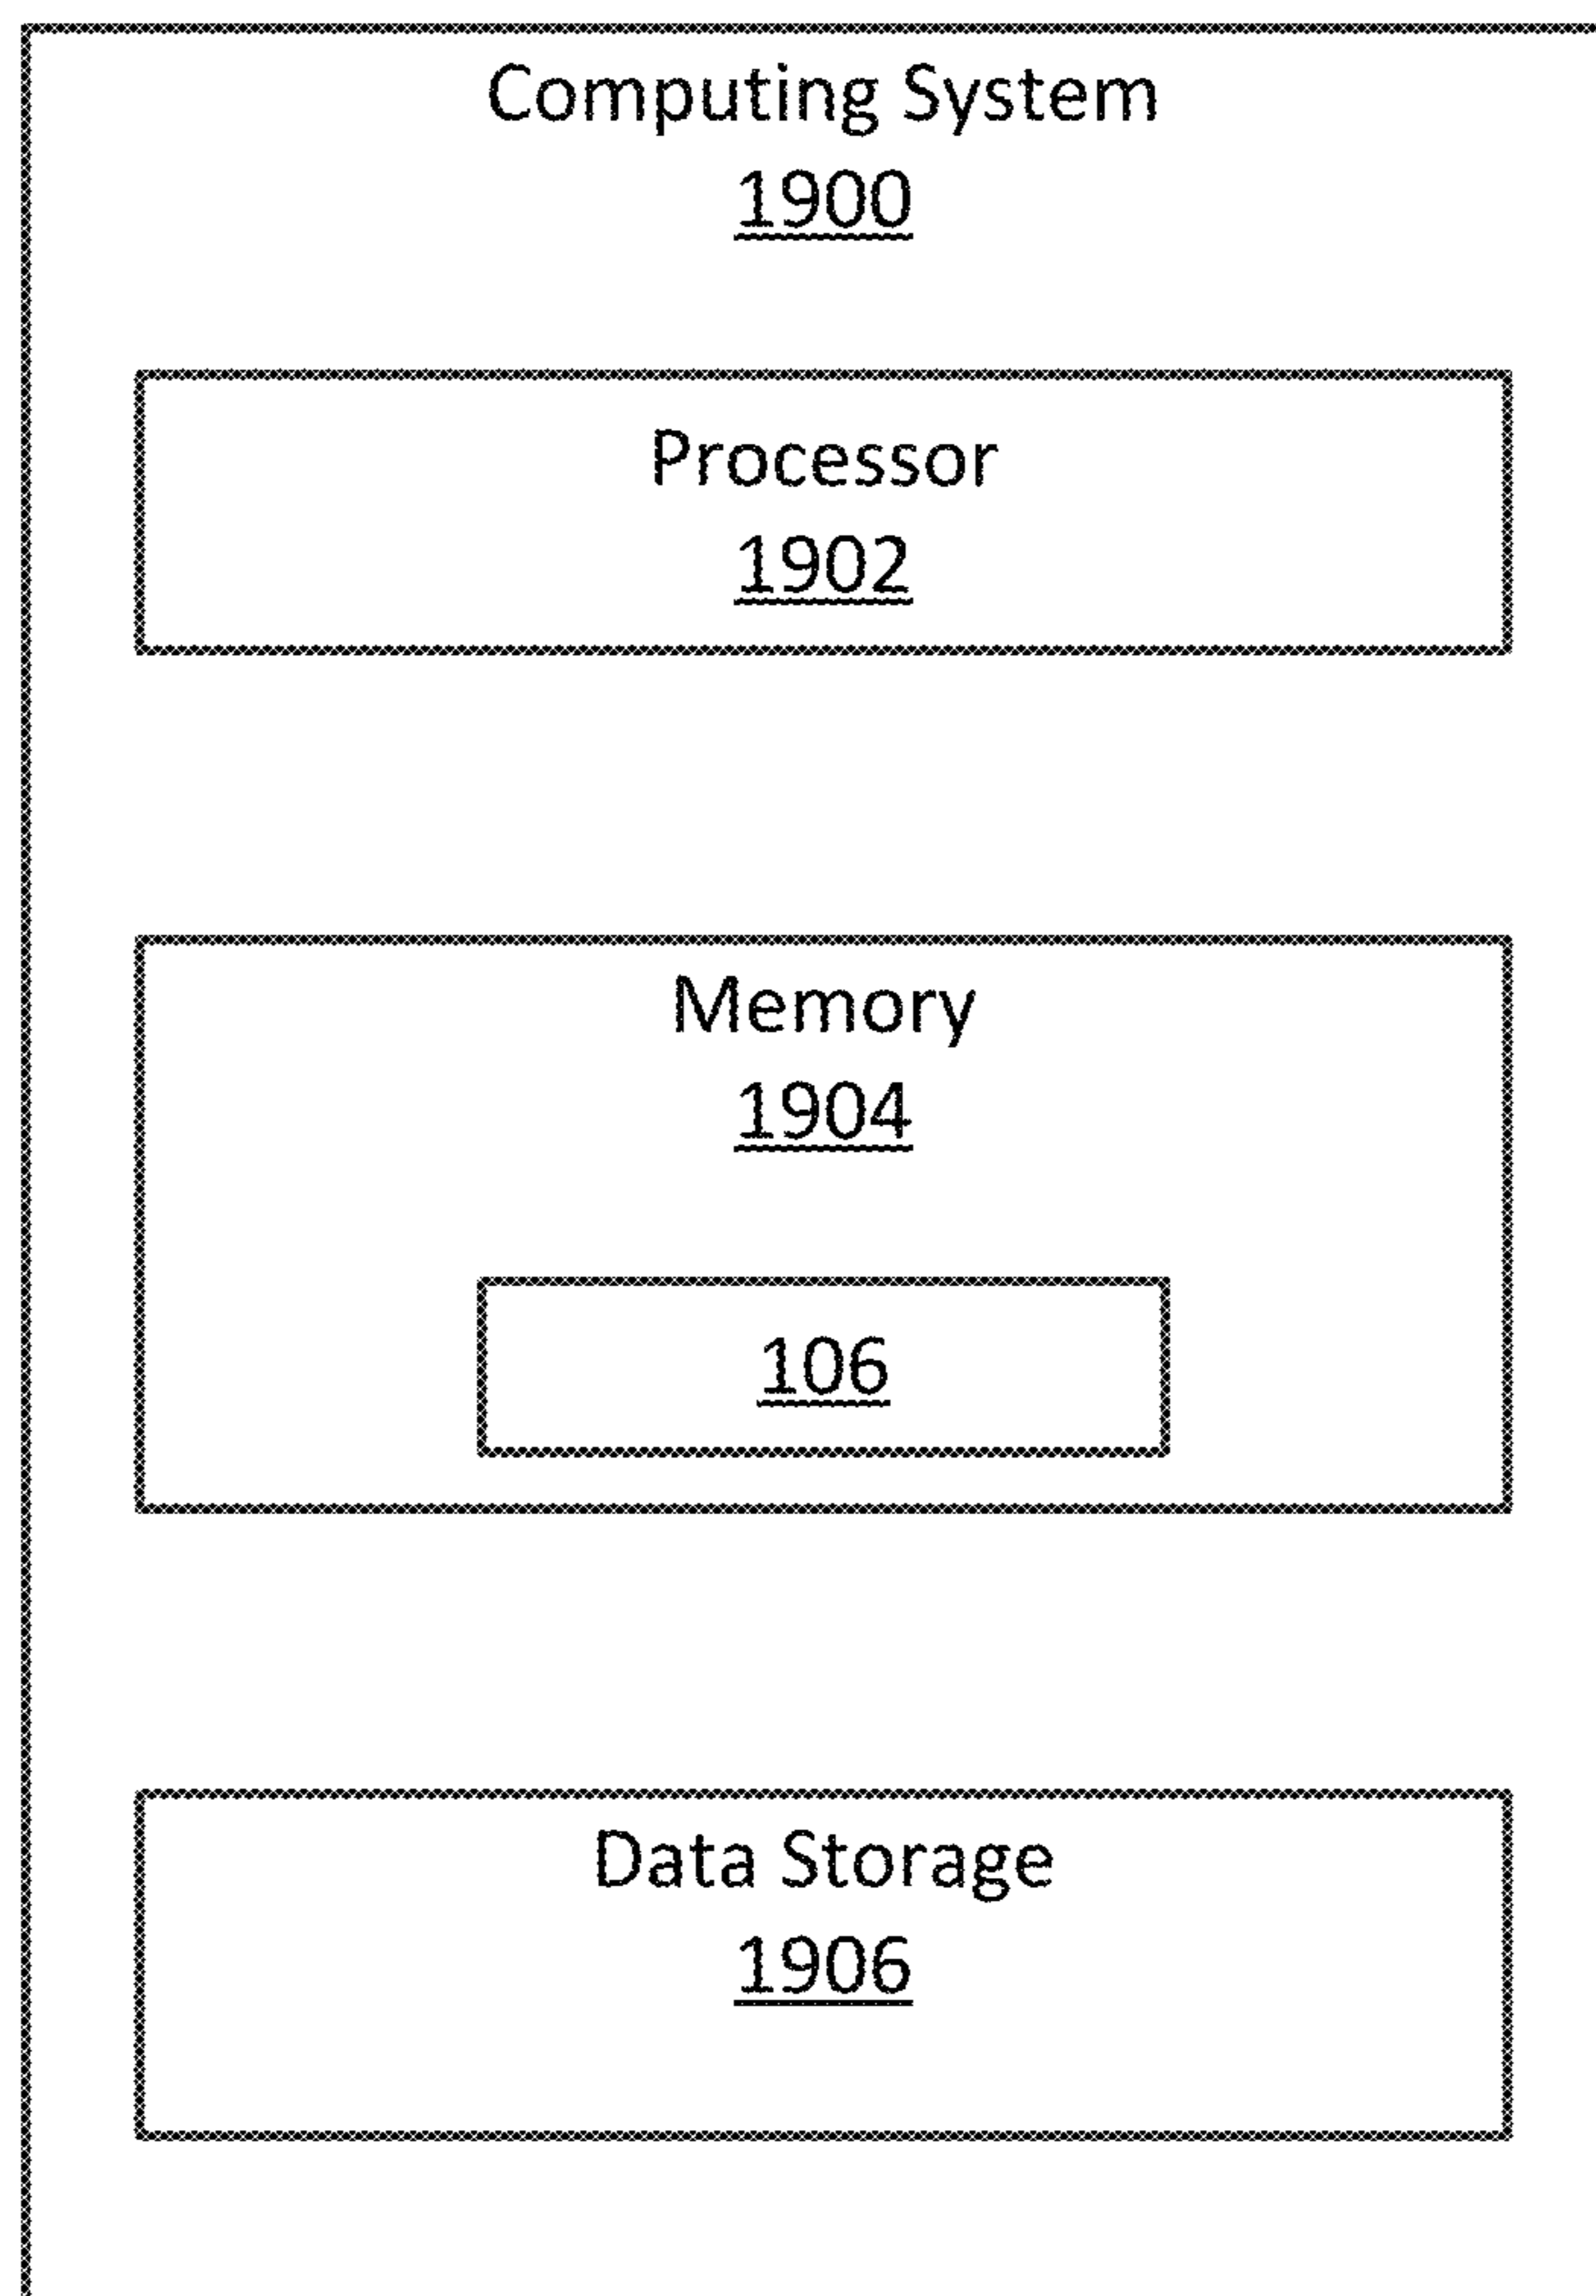 Computing System
1900
Processor
1902
Memory
1904
106
Data Storage
1906